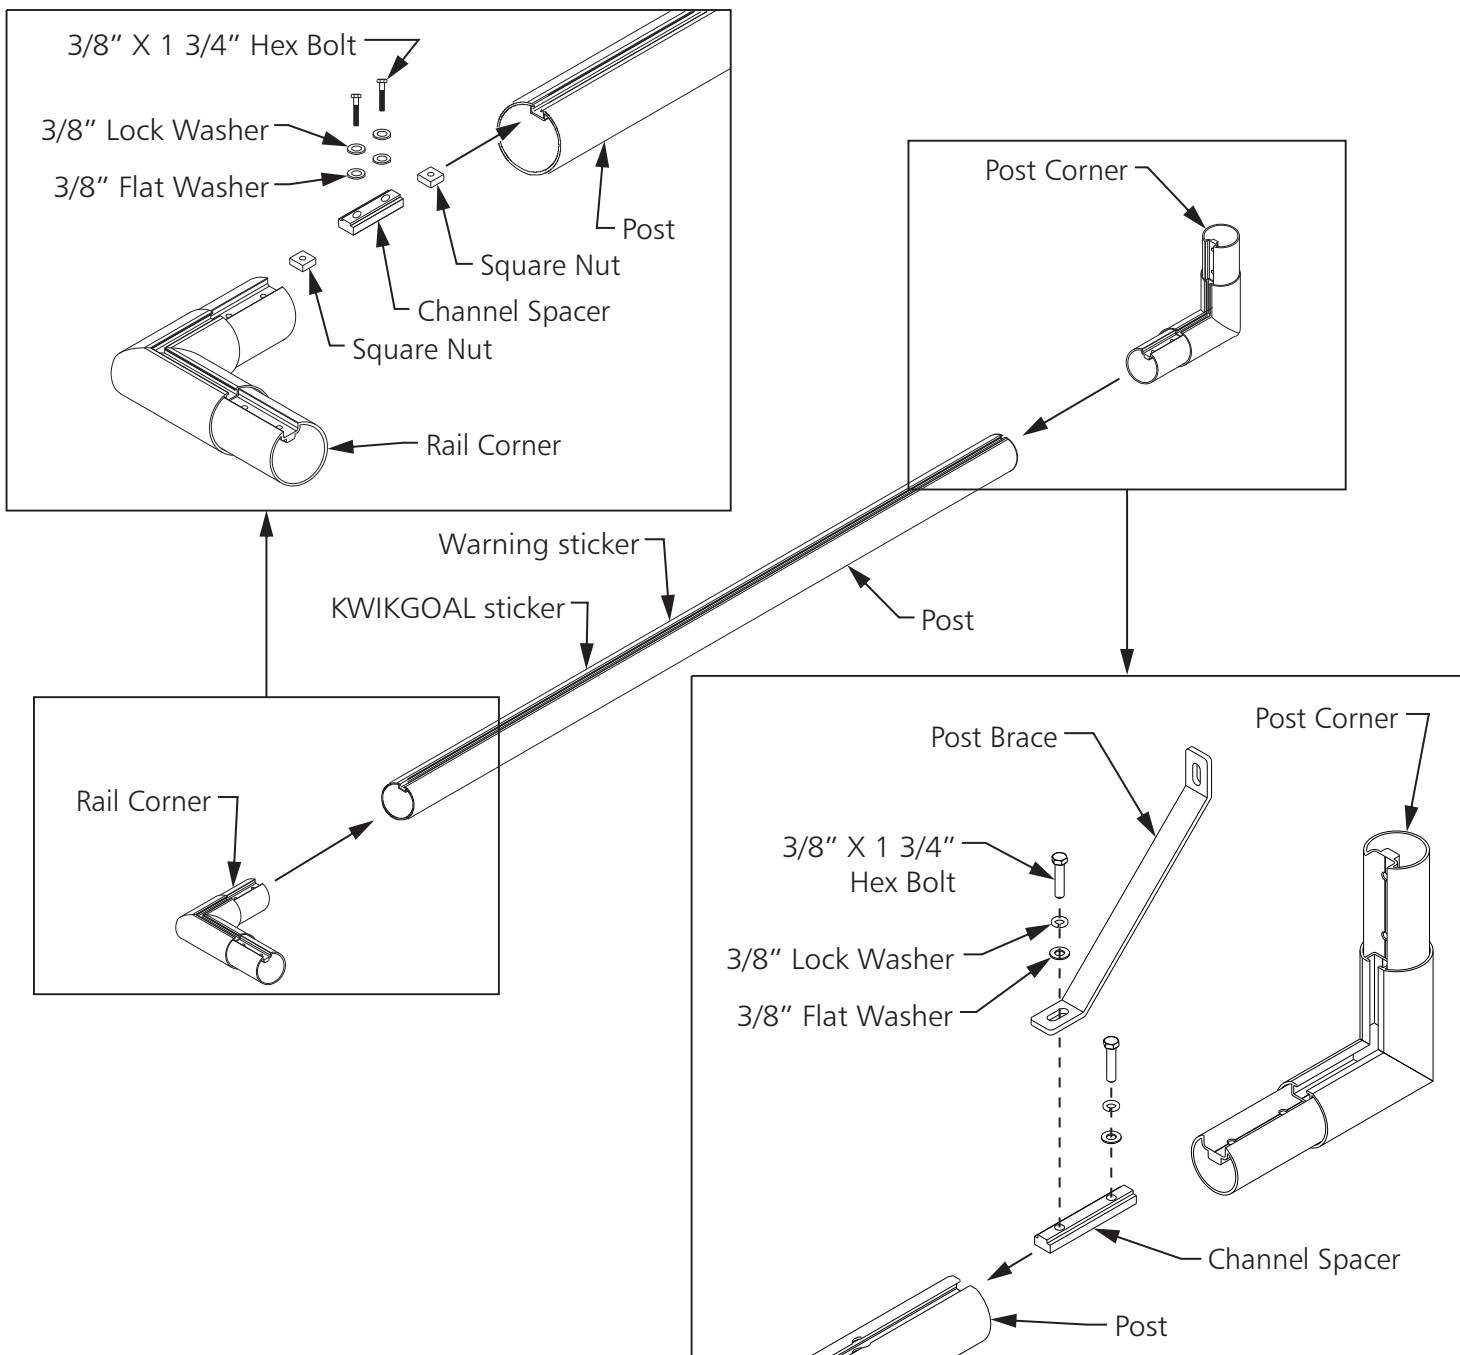 3/8” X 1 3/4” Hex Bolt
3/8” Lock Washer
3/8” Flat Washer
Post
Square Nut
Channel Spacer
Square Nut
Rail Corner
Post Corner
Warning sticker
KWIKGOAL sticker
Post
Rail Corner
Post Brace
Post Corner
3/8” X 1 3/4”
Hex Bolt
3/8” Lock Washer
3/8” Flat Washer
Channel Spacer
Post